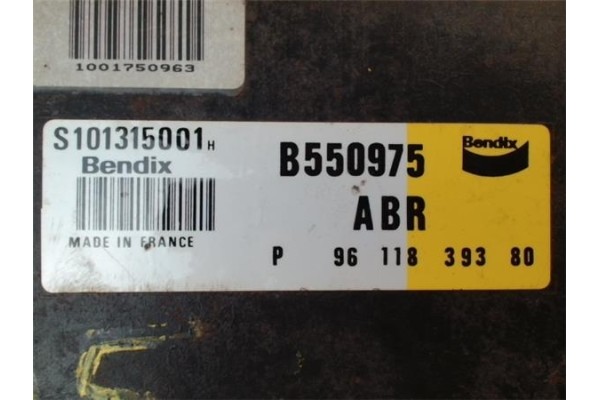 1001750963
S101315001H
Bendix
MADE IN FRANCE
B550975
ABR
P 96 118 393 80
Bendix